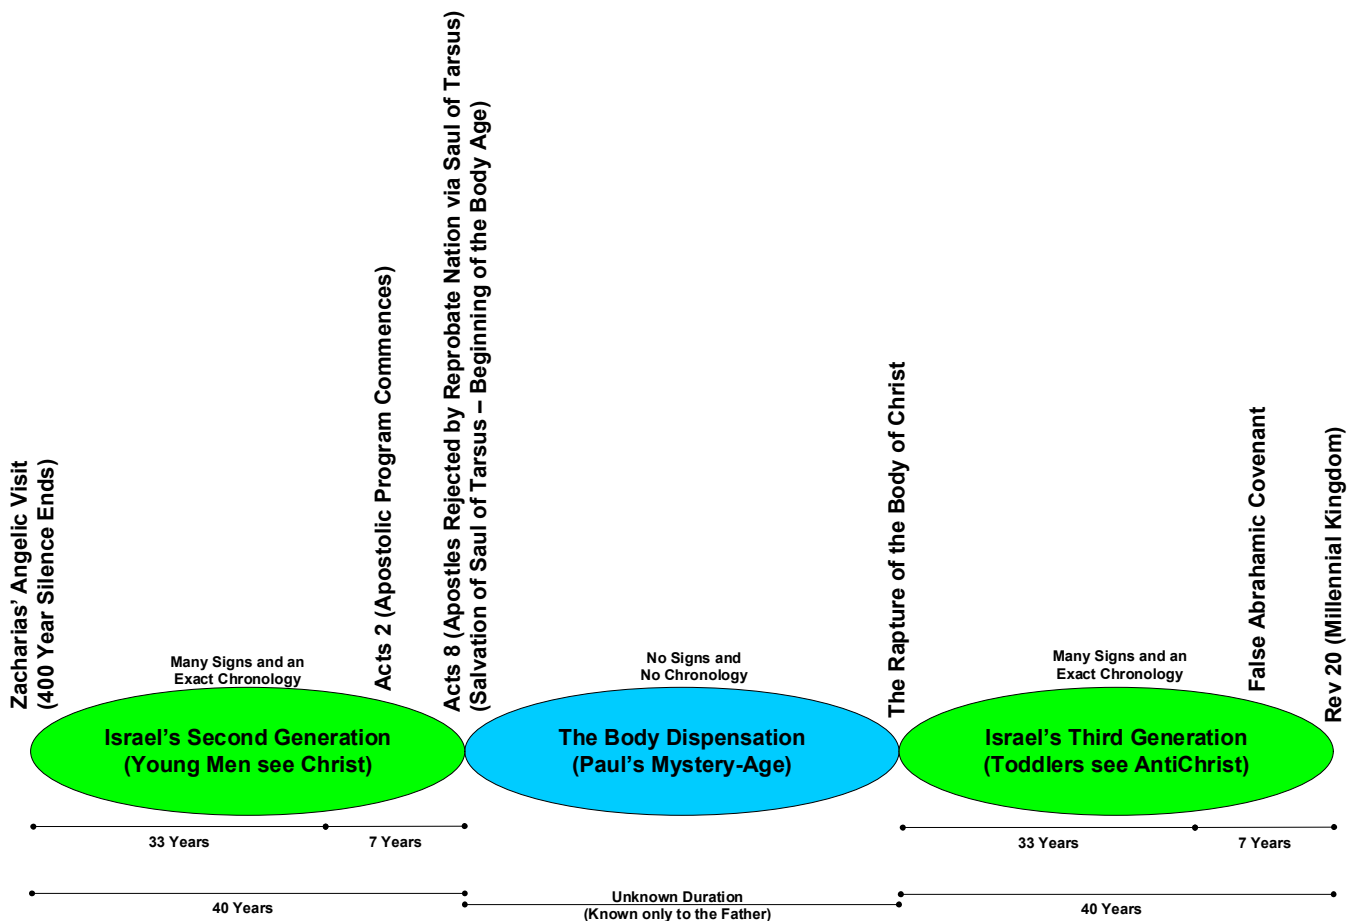 Zacharias' Angelic Visit
(400 Year Silence Ends)
Acts 2 (Apostolic Program Commences)
Acts 8 (Apostles Rejected by Reprobate Nation via Saul of Tarsus)
(Salvation of Saul of Tarsus – Beginning of the Body Age)
The Rapture of the Body of Christ
False Abrahamic Covenant
Rev 20 (Millennial Kingdom)
Many Signs and an
Exact Chronology
No Signs and
No Chronology
Many Signs and an
Exact Chronology
Israel's Second Generation
(Young Men see Christ)
The Body Dispensation
(Paul's Mystery-Age)
Israel's Third Generation
(Toddlers see AntiChrist)
33 Years
7 Years
33 Years
7 Years
40 Years
Unknown Duration
(Known only to the Father)
40 Years